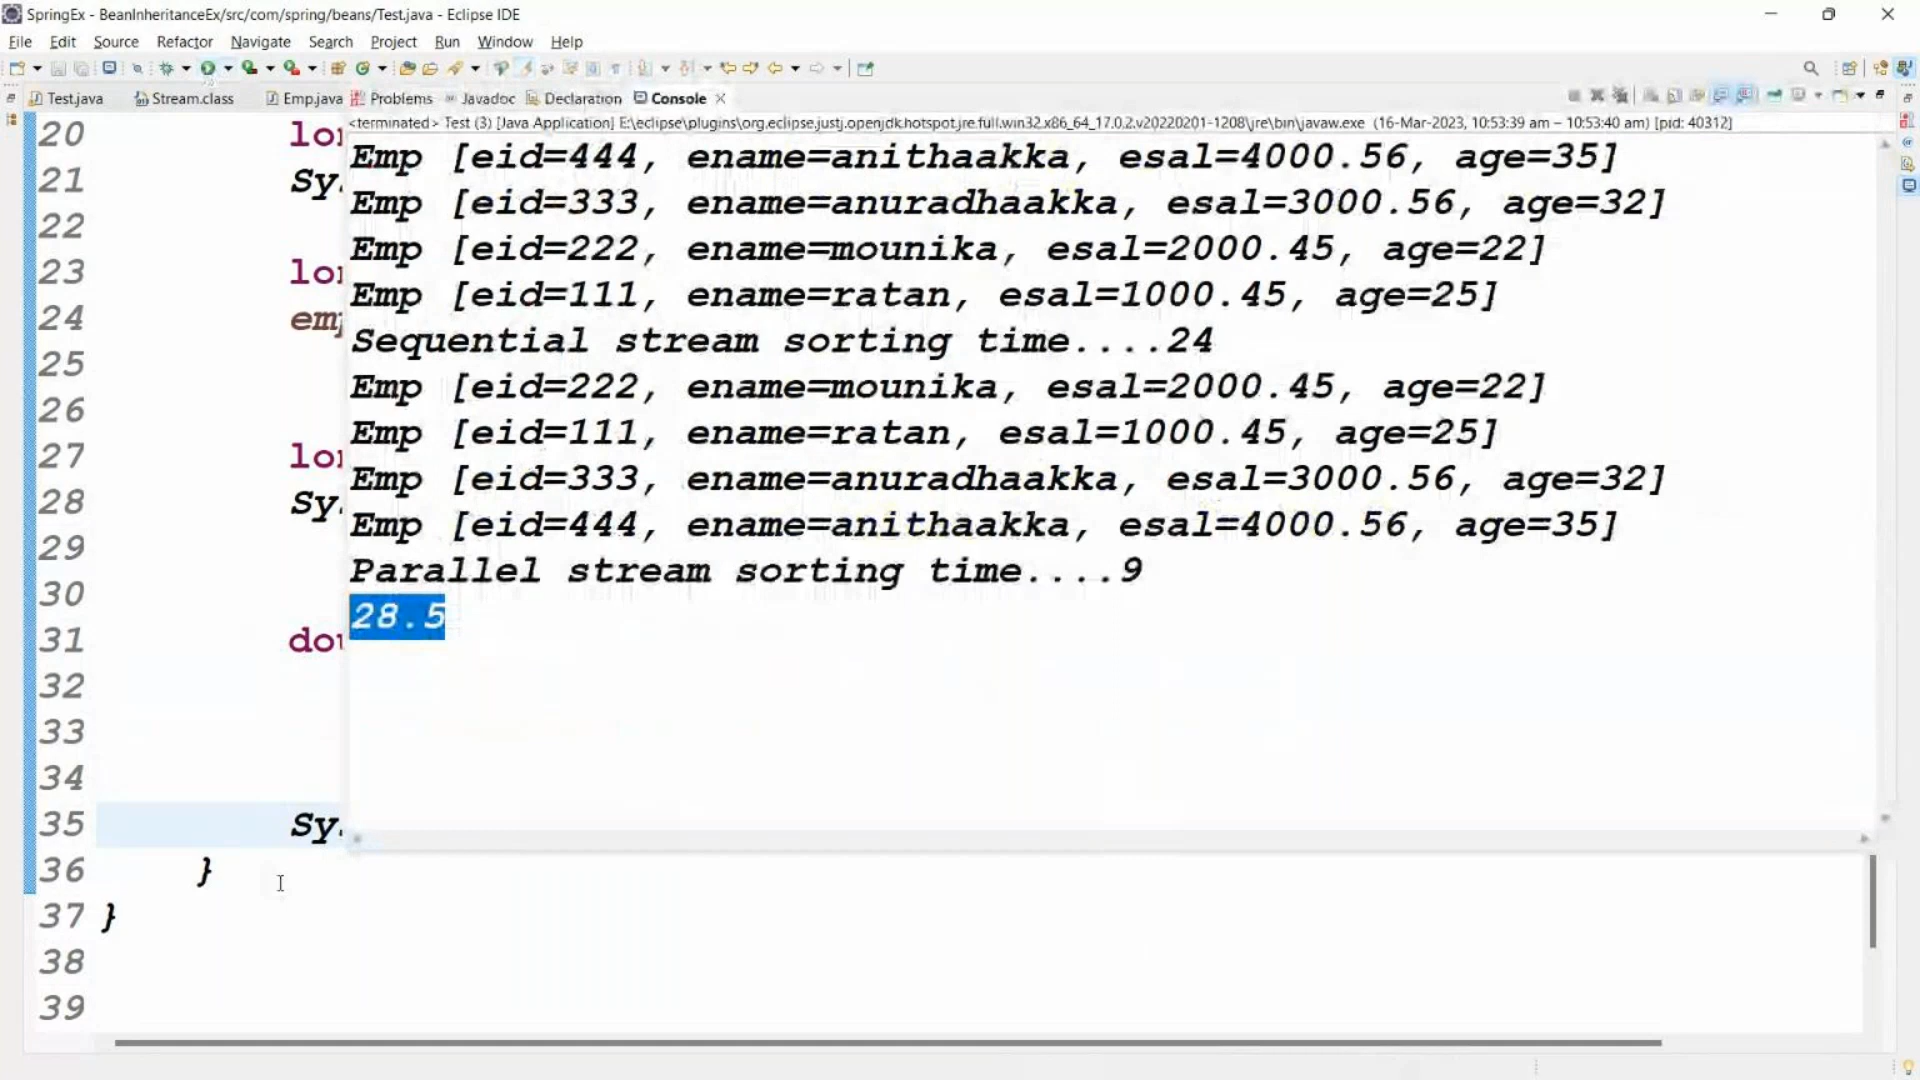 SpringEx - BeanInheritanceEx/src/com/spring/beans/Test.java - Eclipse IDE
File Edit Source Refactor Navigate Search Project Run Window Help
Test.java Stream.class Emp.java Problems Javadoc Declaration Console
<terminated> Test (3) [Java Application] E:\eclipse\plugins\org.eclipse.justj.openjdk.hotspot.jre.full.win32.x86_64_17.0.2.v20220201-1208\jre\bin\javaw.exe (16-Mar-2023, 10:53:39 am – 10:53:40 am) [pid: 40312]
20 lon Emp [eid=444, ename=anithaakka, esal=4000.56, age=35]
21 Sy. Emp [eid=333, ename=anuradhaakka, esal=3000.56, age=32]
22 Emp [eid=222, ename=mounika, esal=2000.45, age=22]
23 lon Emp [eid=111, ename=ratan, esal=1000.45, age=25]
24 emp Sequential stream sorting time....24
25 Emp [eid=222, ename=mounika, esal=2000.45, age=22]
26 Emp [eid=111, ename=ratan, esal=1000.45, age=25]
27 lon Emp [eid=333, ename=anuradhaakka, esal=3000.56, age=32]
28 Sy. Emp [eid=444, ename=anithaakka, esal=4000.56, age=35]
29 Parallel stream sorting time....9
30 28.5
31 dou
32
33
34
35 Sy.
36 }
37 }
38
39